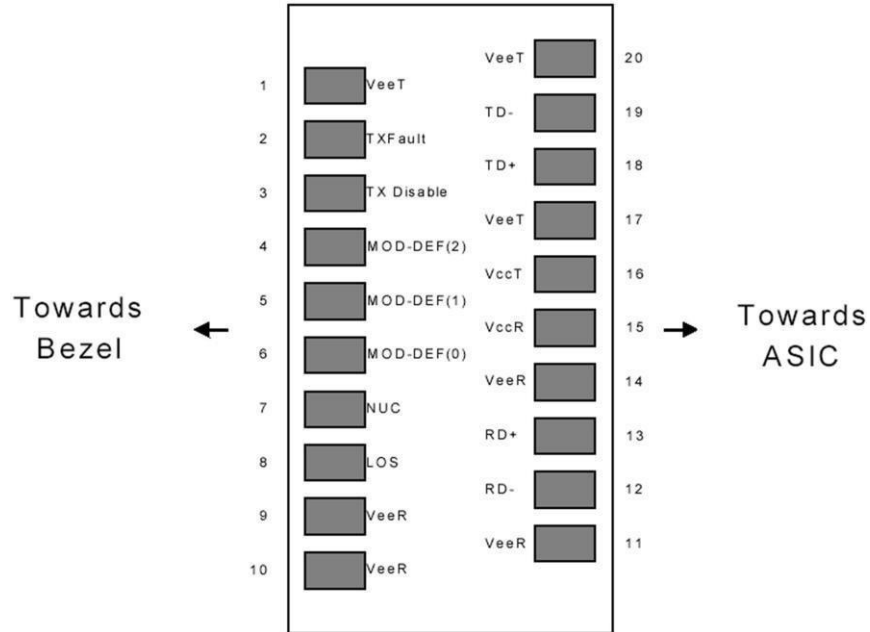 VeeT 20
1 VeeT
TD- 19
2 TXFault
TD+ 18
3 TX Disable
VeeT 17
4 MOD-DEF(2)
VccT 16
5 MOD-DEF(1)
Towards
Bezel
VccR 15
Towards
ASIC
6 MOD-DEF(0)
VeeR 14
7 NUC
RD+ 13
8 LOS
RD- 12
9 VeeR
VeeR 11
10 VeeR